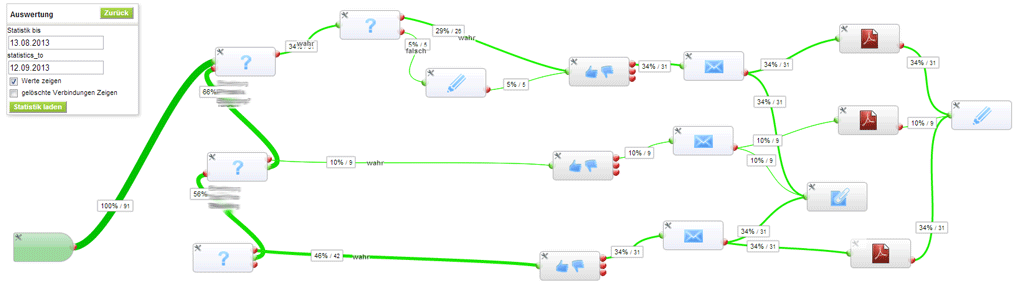 Auswertung
Zurück
Statistik bis
13.08.2013
statistics_to
12.09.2013
Werte zeigen
gelöschte Verbindungen Zeigen
Statistik laden
100% / 91
66%
56%
wahr
29% / 26
wahr
5% / 5
falsch
5% / 5
34% / 31
34% / 31
34% / 31
34% / 31
10% / 9
wahr
10% / 9
10% / 9
10% / 9
10% / 9
46% / 42
wahr
34% / 31
34% / 31
34% / 31
34% / 31